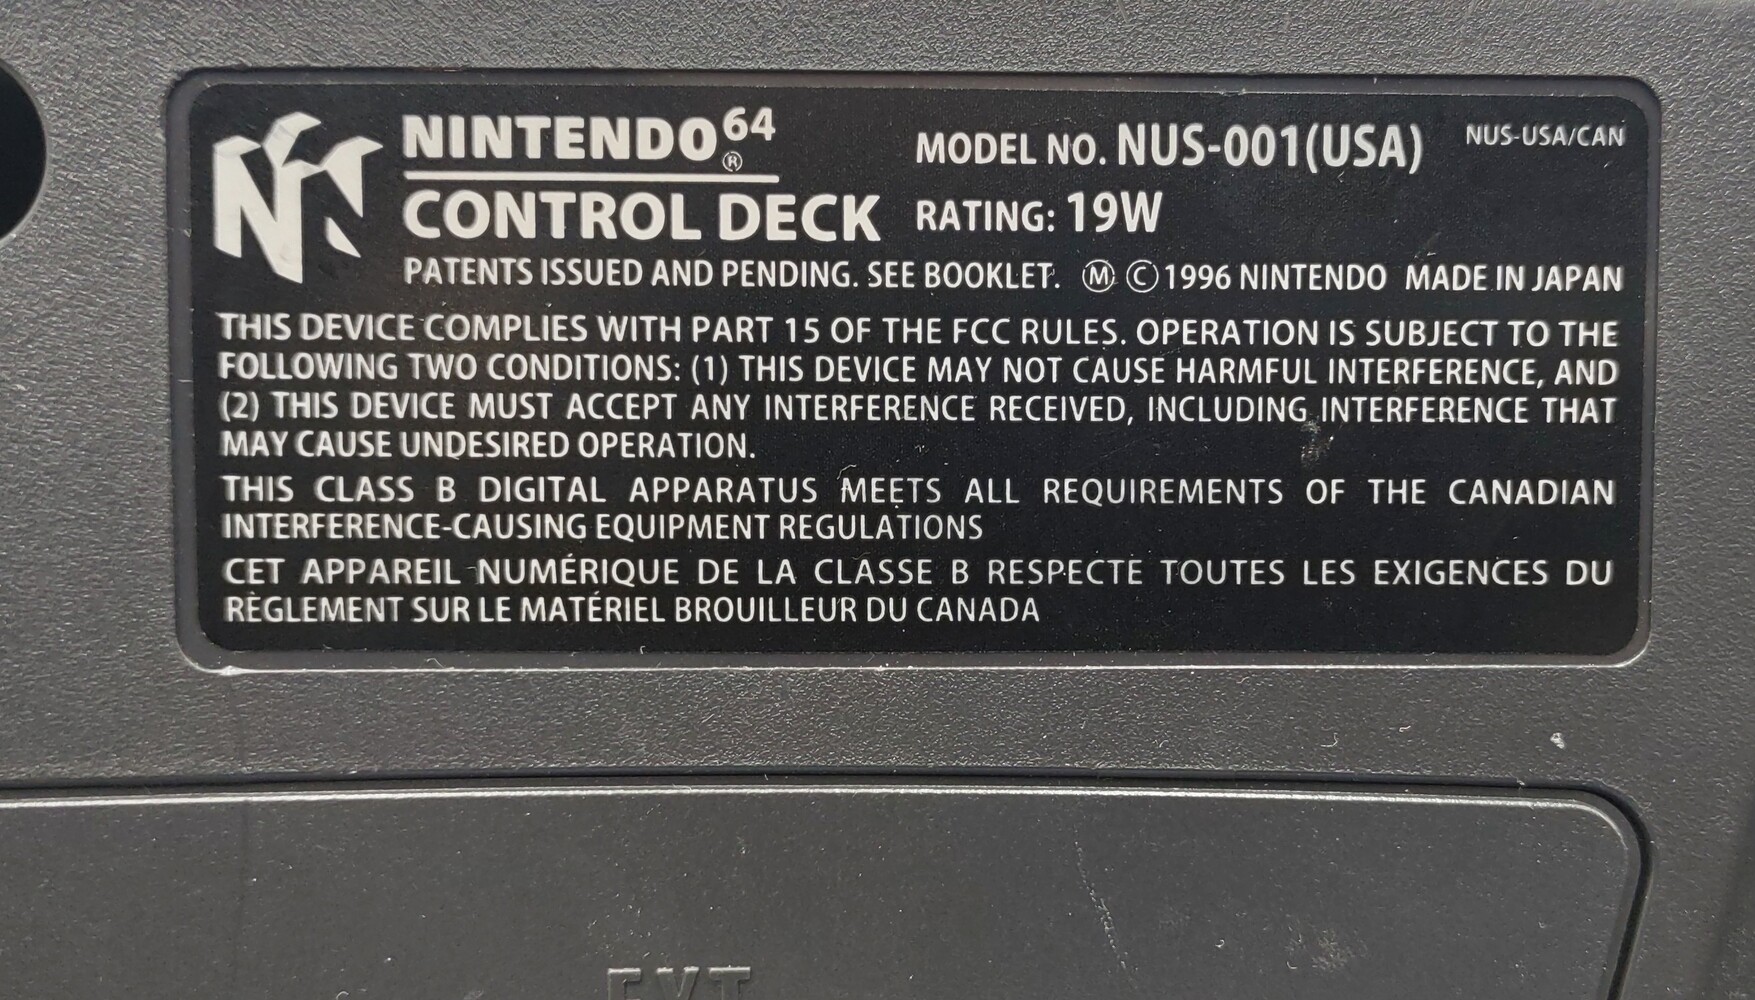 NINTENDO64®
CONTROL DECK
MODEL NO. NUS-001(USA)
NUS-USA/CAN
RATING: 19W
PATENTS ISSUED AND PENDING. SEE BOOKLET. Ⓜ ©1996 NINTENDO MADE IN JAPAN
THIS DEVICE COMPLIES WITH PART 15 OF THE FCC RULES. OPERATION IS SUBJECT TO THE
FOLLOWING TWO CONDITIONS: (1) THIS DEVICE MAY NOT CAUSE HARMFUL INTERFERENCE, AND
(2) THIS DEVICE MUST ACCEPT ANY INTERFERENCE RECEIVED, INCLUDING INTERFERENCE THAT
MAY CAUSE UNDESIRED OPERATION.
THIS CLASS B DIGITAL APPARATUS MEETS ALL REQUIREMENTS OF THE CANADIAN
INTERFERENCE-CAUSING EQUIPMENT REGULATIONS
CET APPAREIL NUMÉRIQUE DE LA CLASSE B RESPECTE TOUTES LES EXIGENCES DU
RÈGLEMENT SUR LE MATÉRIEL BROUILLEUR DU CANADA
EXT